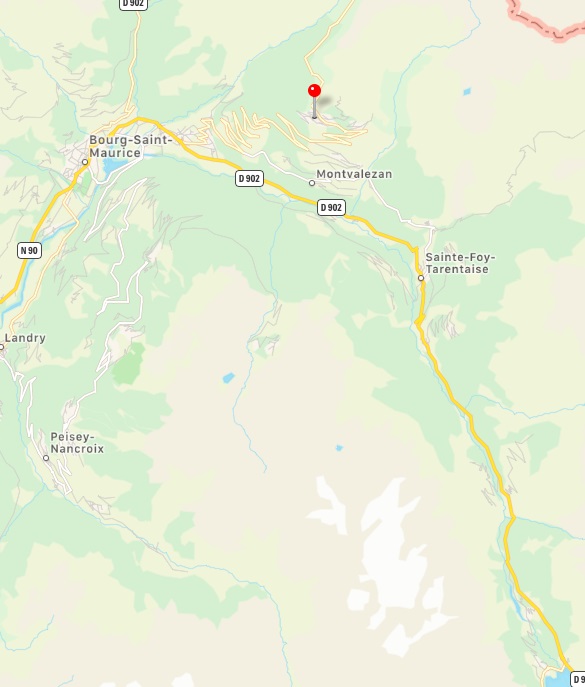 D 902
Bourg-Saint-
Maurice
Montvalezan
D 902
D 902
N 90
Sainte-Foy-
Tarentaise
Landry
Peisey-
Nancroix
D 9